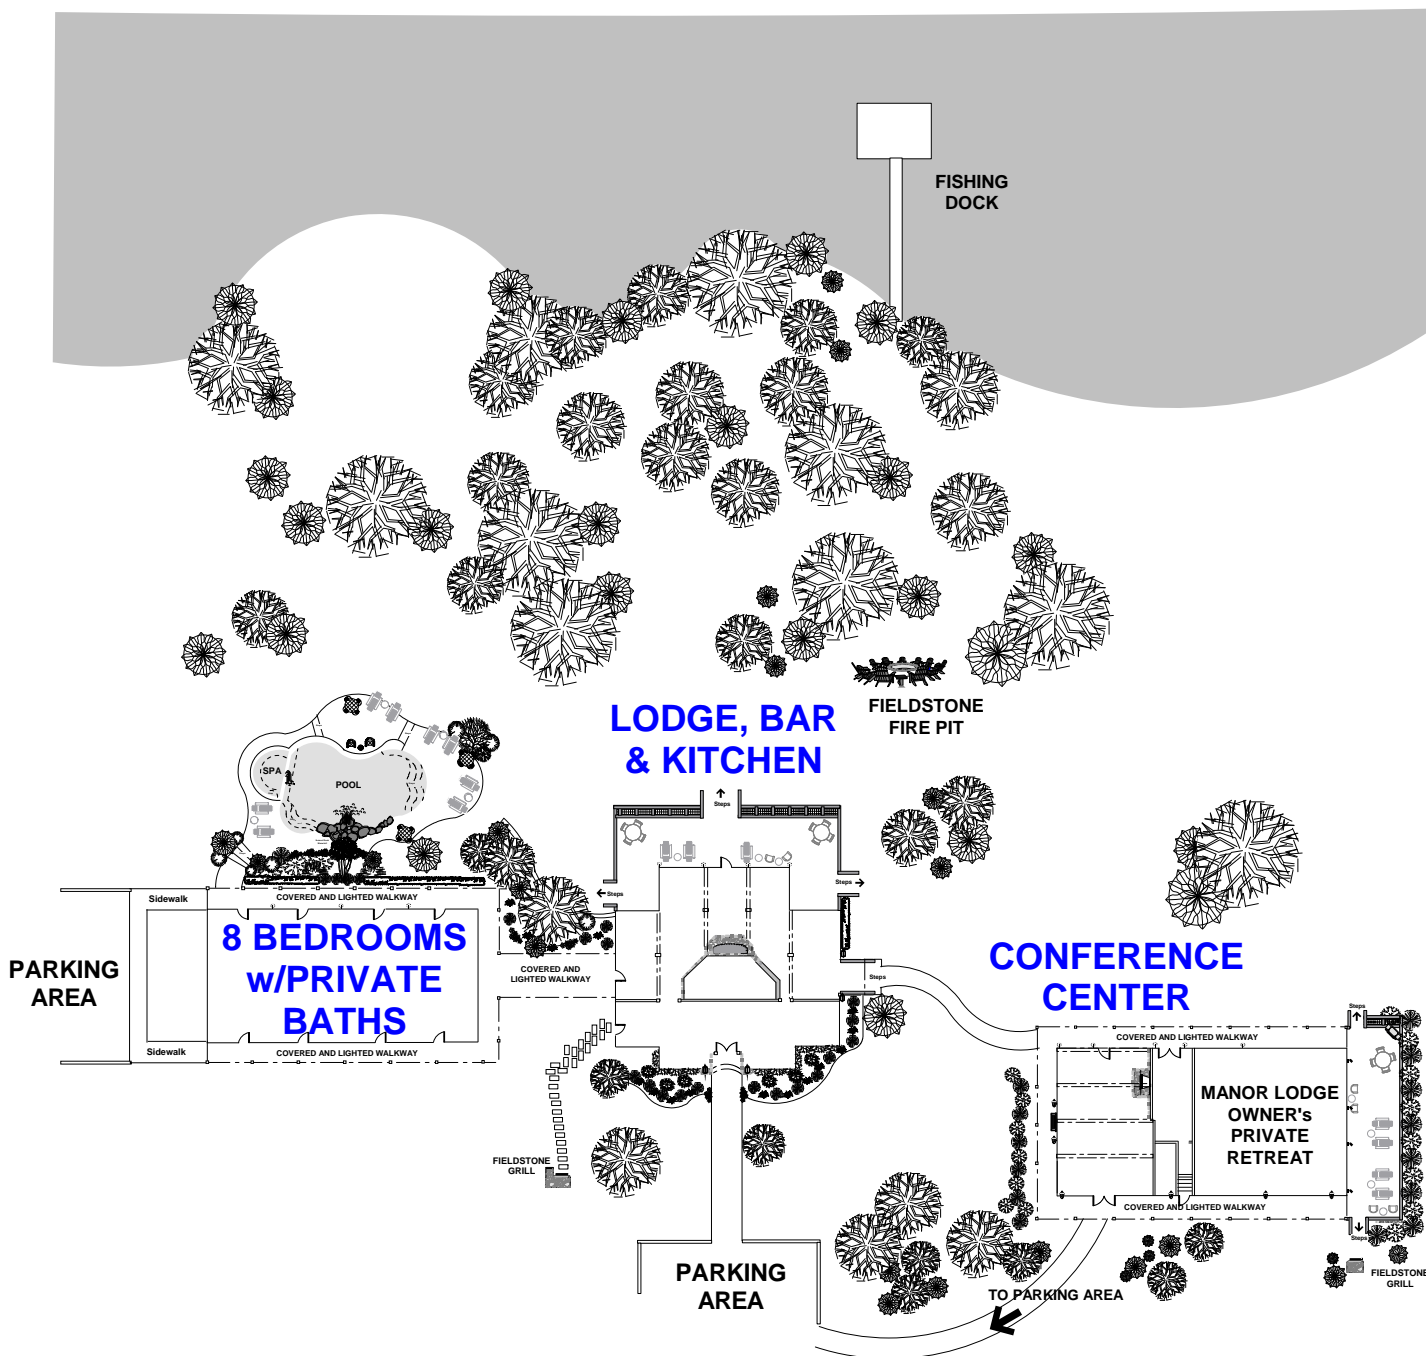 FISHING
DOCK
FIELDSTONE
FIRE PIT
LODGE, BAR
& KITCHEN
SPA
POOL
Steps
Steps
Steps
Sidewalk
COVERED AND LIGHTED WALKWAY
8 BEDROOMS
w/PRIVATE
BATHS
PARKING
AREA
COVERED AND
LIGHTED WALKWAY
Steps
CONFERENCE
CENTER
Sidewalk
COVERED AND LIGHTED WALKWAY
Steps
COVERED AND LIGHTED WALKWAY
MANOR LODGE
OWNER's
PRIVATE
RETREAT
FIELDSTONE
GRILL
COVERED AND LIGHTED WALKWAY
Steps
FIELDSTONE
GRILL
PARKING
AREA
TO PARKING AREA